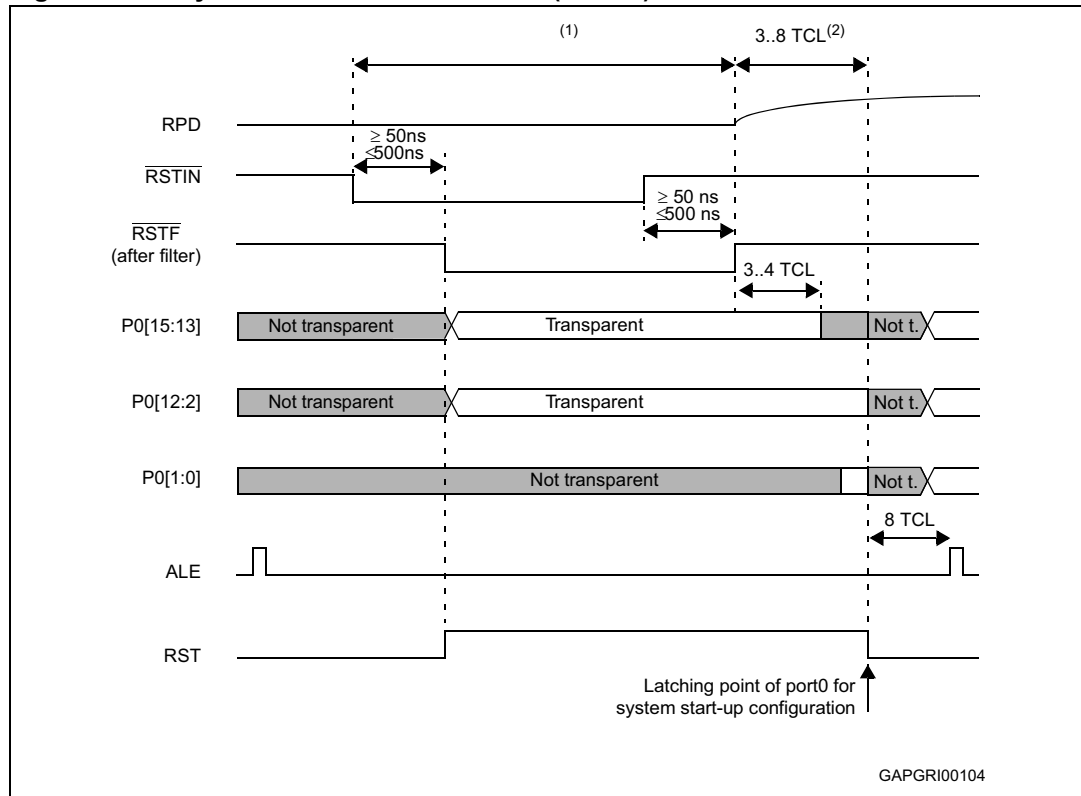 (1)
3..8 TCL(2)
RPD
≥ 50ns
≤500ns
RSTIN
≥ 50 ns
≤500 ns
RSTF
(after filter)
3..4 TCL
P0[15:13]
Not transparent
Transparent
Not t.
P0[12:2]
Not transparent
Transparent
Not t.
P0[1:0]
Not transparent
Not t.
8 TCL
ALE
RST
Latching point of port0 for
system start-up configuration
GAPGRI00104